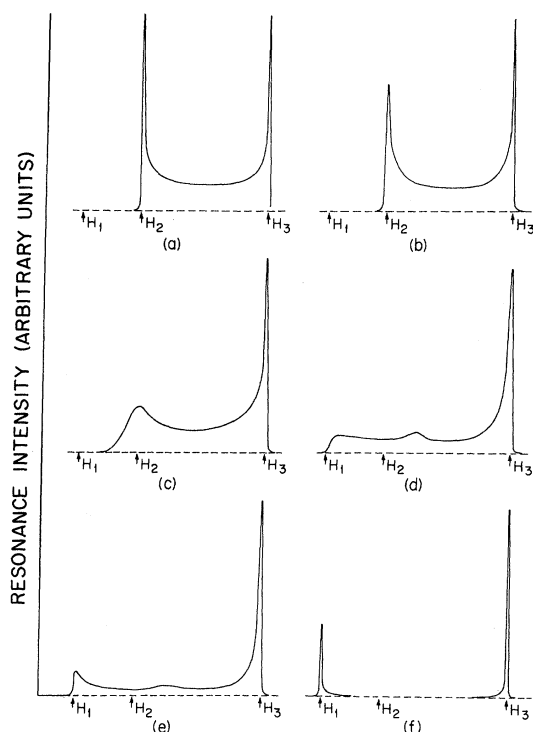 RESONANCE INTENSITY (ARBITRARY UNITS)
H1 H2 H3
(a)
H1 H2 H3
(b)
H1 H2 H3
(c)
H1 H2 H3
(d)
H1 H2 H3
(e)
H1 H2 H3
(f)